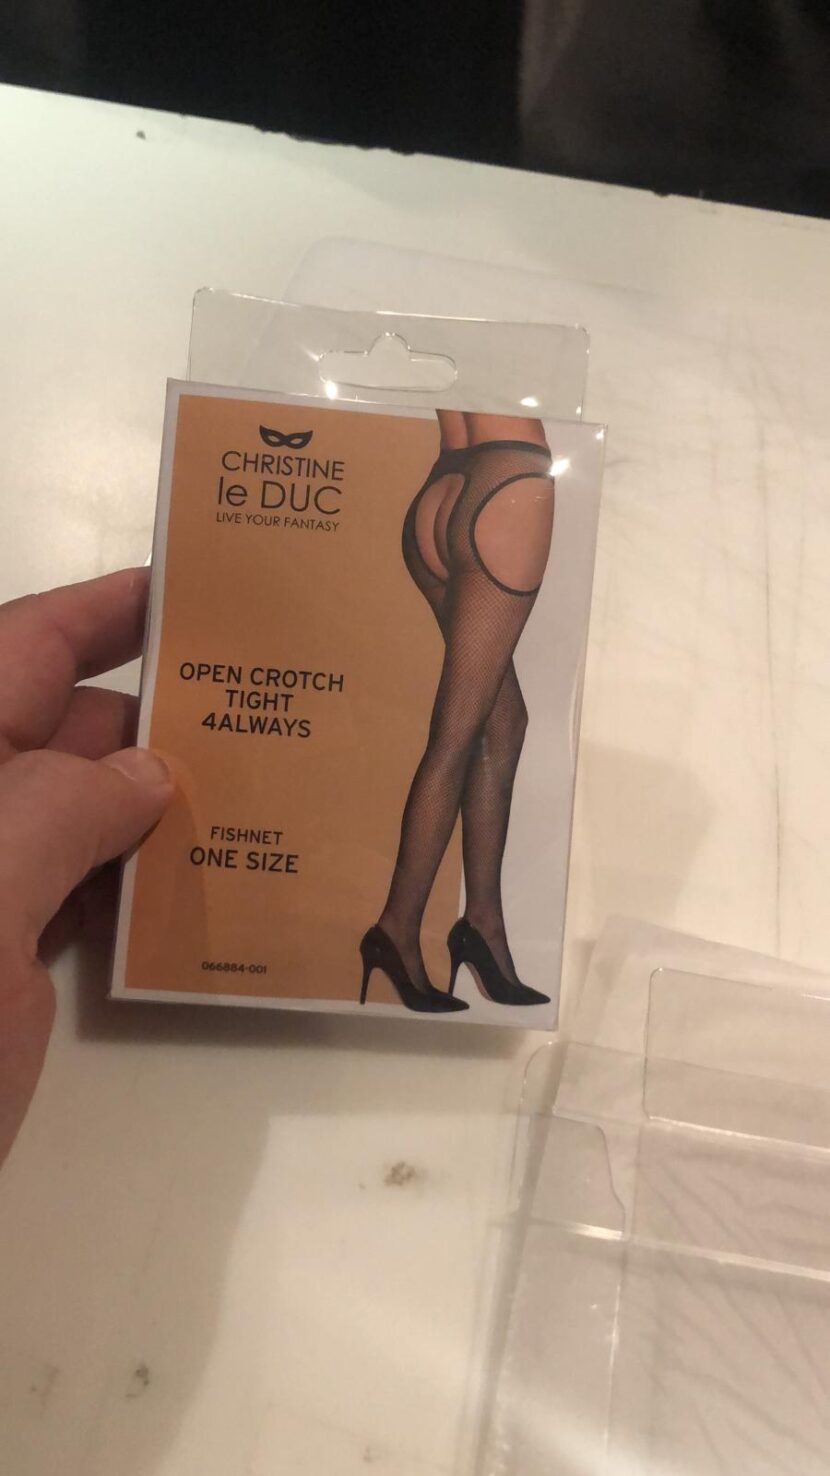 CHRISTINE
le DUC
LIVE YOUR FANTASY
OPEN CROTCH
TIGHT
4ALWAYS
FISHNET
ONE SIZE
066884-001